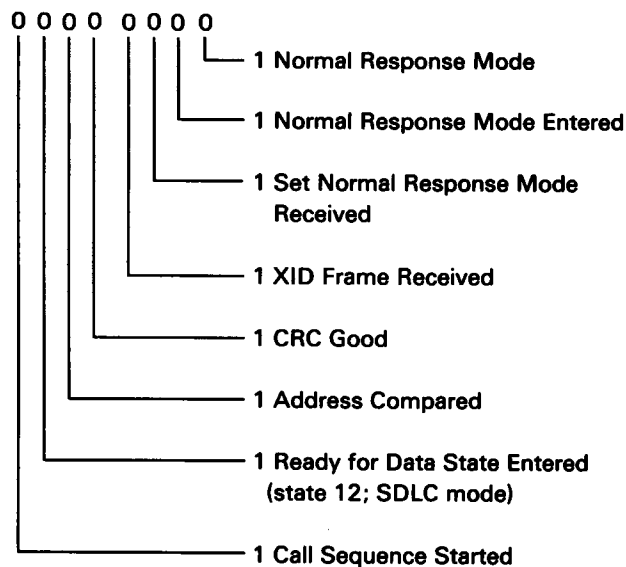 0 0 0 0 0 0 0 0
1 Normal Response Mode
1 Normal Response Mode Entered
1 Set Normal Response Mode
Received
1 XID Frame Received
1 CRC Good
1 Address Compared
1 Ready for Data State Entered
(state 12; SDLC mode)
1 Call Sequence Started